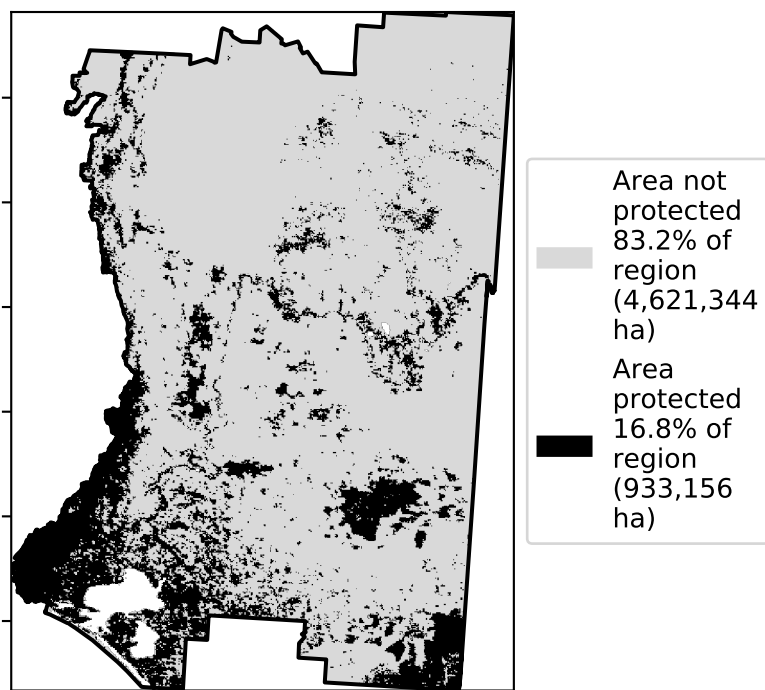 Area not
protected
83.2% of
region
(4,621,344
ha)
Area
protected
16.8% of
region
(933,156
ha)